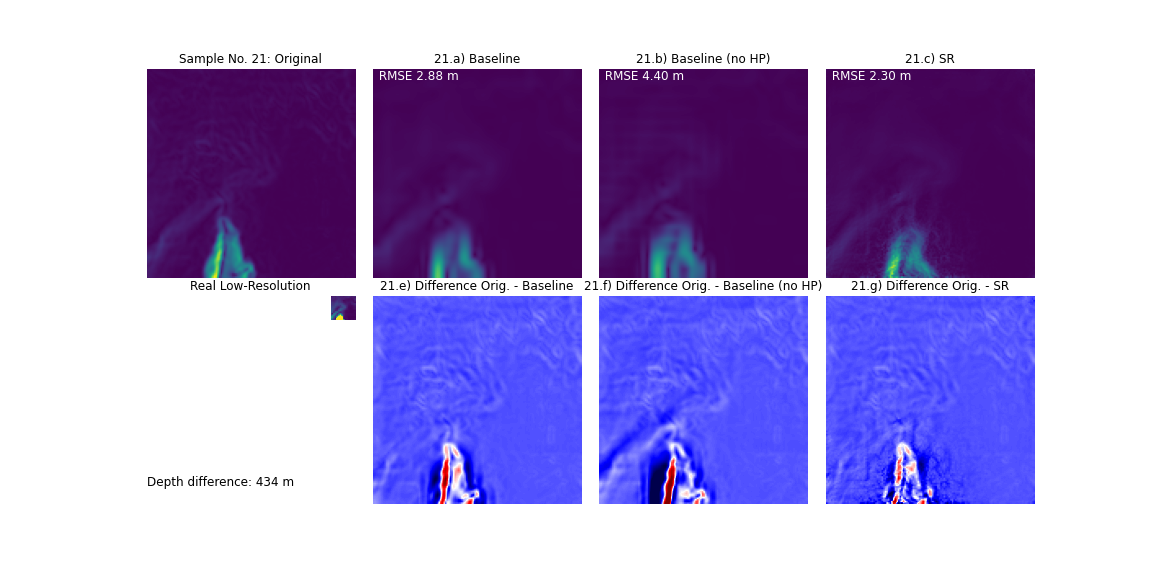 Sample No. 21: Original
21.a) Baseline
21.b) Baseline (no HP)
21.c) SR
RMSE 2.88 m
RMSE 4.40 m
RMSE 2.30 m
Real Low-Resolution
21.e) Difference Orig. - Baseline
21.f) Difference Orig. - Baseline (no HP)
21.g) Difference Orig. - SR
Depth difference: 434 m